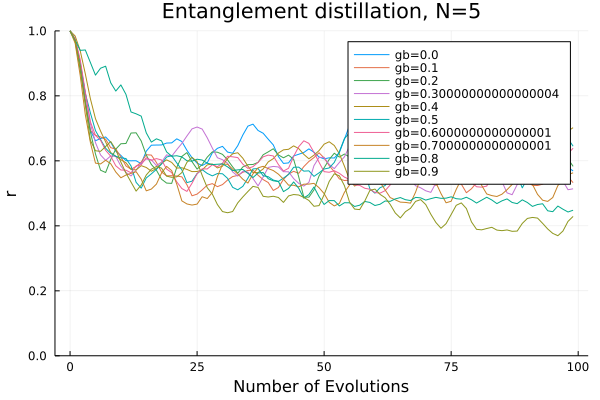 Entanglement distillation, N=5
1.0
0.8
0.6
0.4
0.2
0.0
r
gb=0.0
gb=0.1
gb=0.2
gb=0.30000000000000004
gb=0.4
gb=0.5
gb=0.6000000000000001
gb=0.7000000000000001
gb=0.8
gb=0.9
0 25 50 75 100
Number of Evolutions